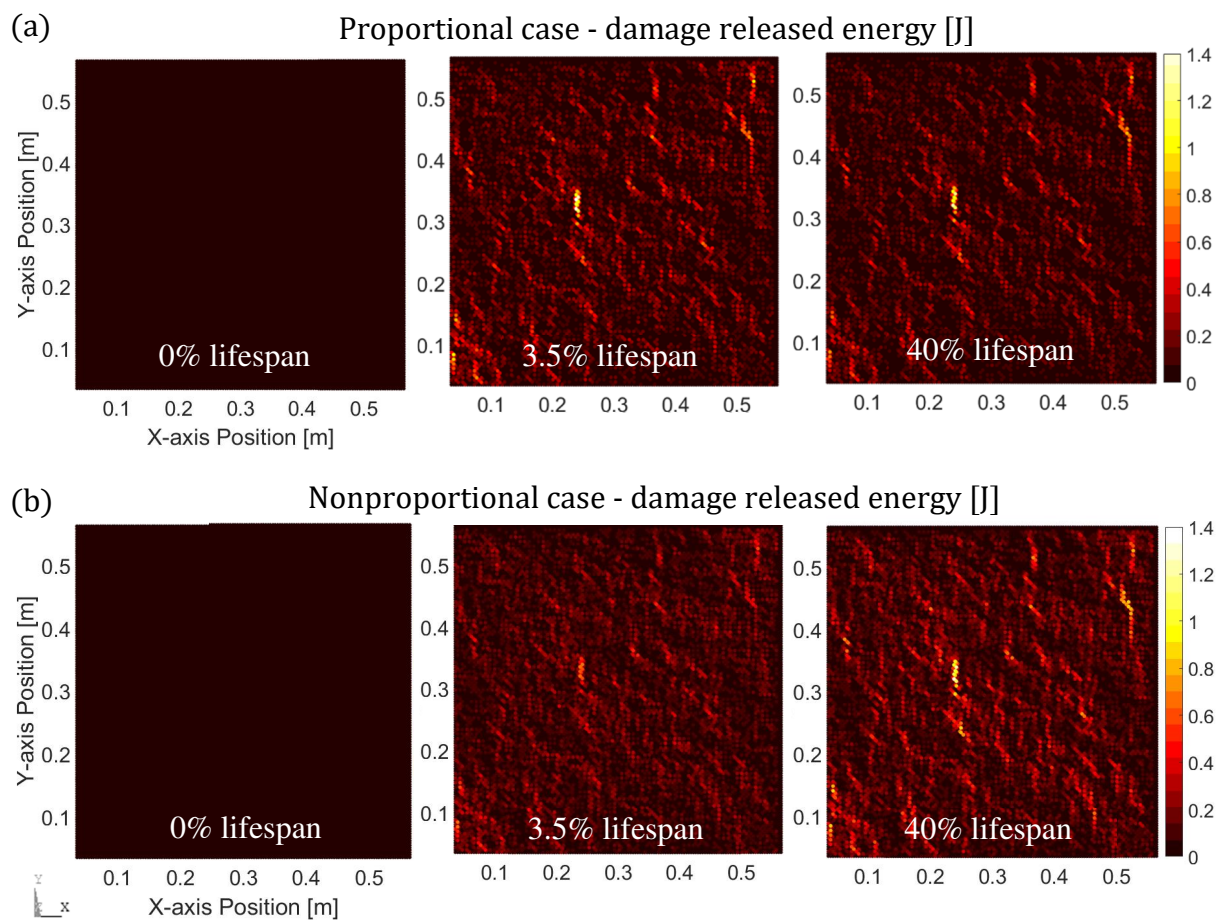 (a)
Proportional case - damage released energy [J]
Y-axis Position [m]
0.5
0.4
0.3
0.2
0.1
0% lifespan
0.1 0.2 0.3 0.4 0.5
X-axis Position [m]
0.5
0.4
0.3
0.2
0.1
3.5% lifespan
0.1 0.2 0.3 0.4 0.5
0.5
0.4
0.3
0.2
0.1
40% lifespan
0.1 0.2 0.3 0.4 0.5
1.4
1.2
1
0.8
0.6
0.4
0.2
0
(b)
Nonproportional case - damage released energy [J]
Y-axis Position [m]
0.5
0.4
0.3
0.2
0.1
0% lifespan
0.1 0.2 0.3 0.4 0.5
X-axis Position [m]
0.5
0.4
0.3
0.2
0.1
3.5% lifespan
0.1 0.2 0.3 0.4 0.5
0.5
0.4
0.3
0.2
0.1
40% lifespan
0.1 0.2 0.3 0.4 0.5
1.4
1.2
1
0.8
0.6
0.4
0.2
0
Y
X